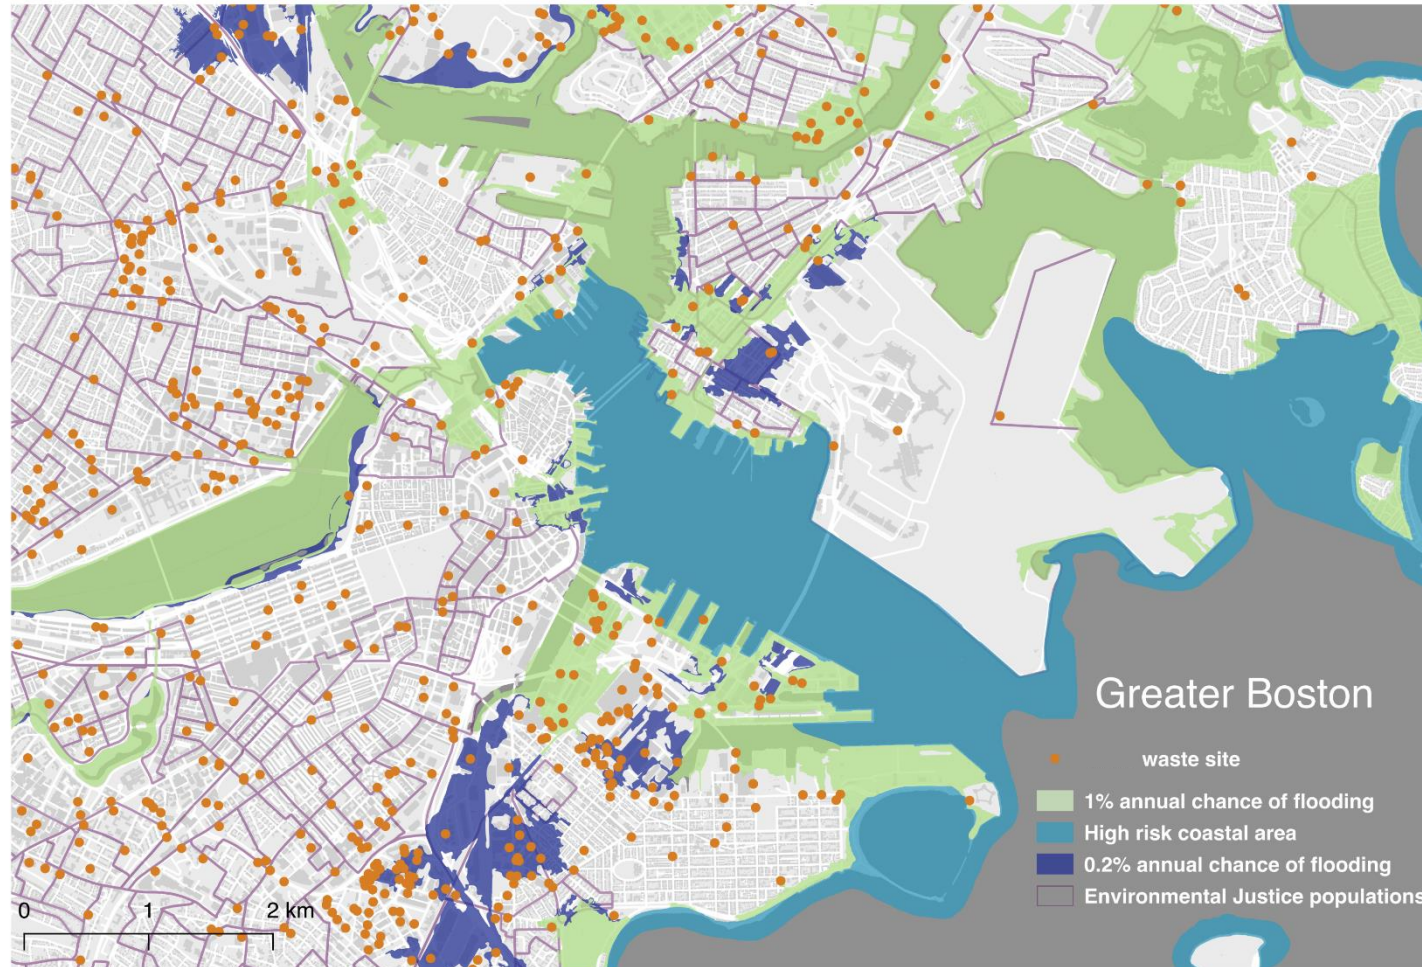 Greater Boston
waste site
1% annual chance of flooding
High risk coastal area
0.2% annual chance of flooding
Environmental Justice populations
0 1 2 km